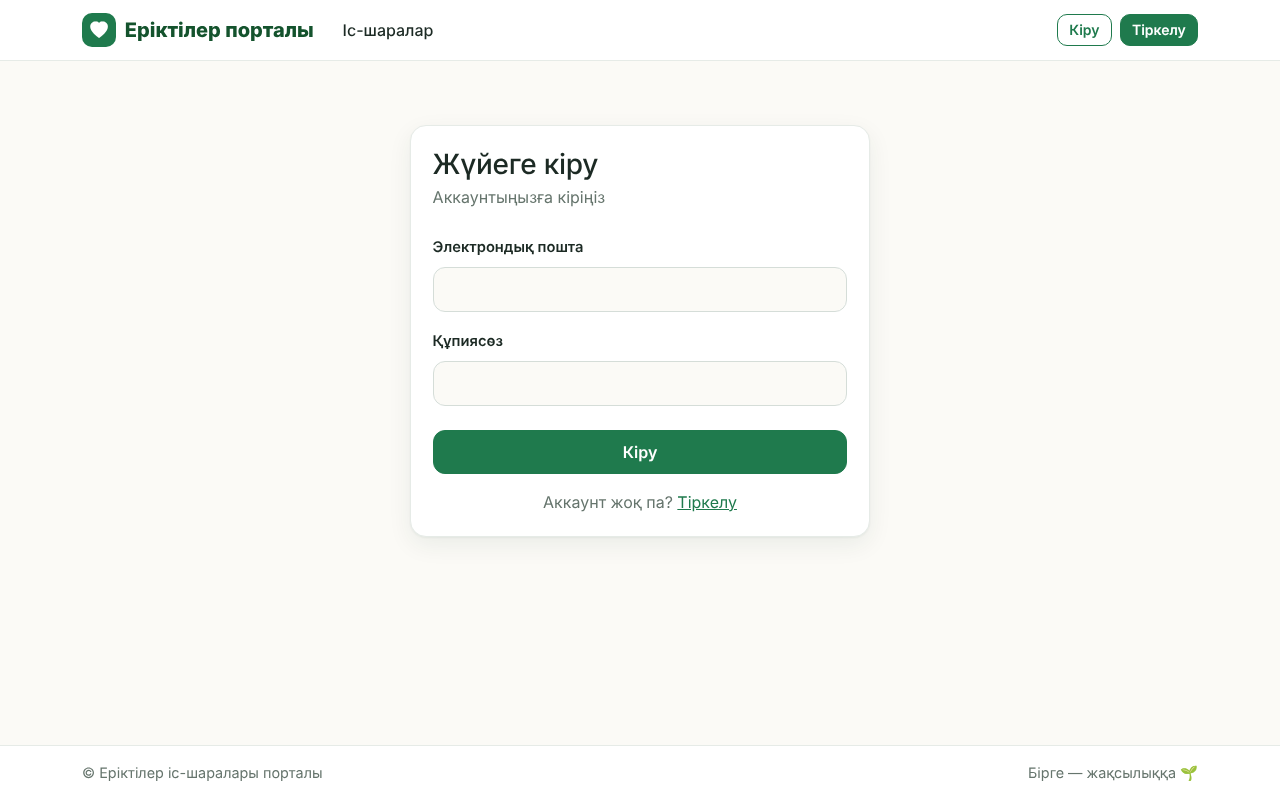 Еріктілер порталы
Іс-шаралар
Кіру
Тіркелу
Жүйеге кіру
Аккаунтыңызға кіріңіз
Электрондық пошта
Құпиясөз
Кіру
Аккаунт жоқ па? Тіркелу
© Еріктілер іс-шаралары порталы
Бірге — жақсылыққа 🌱